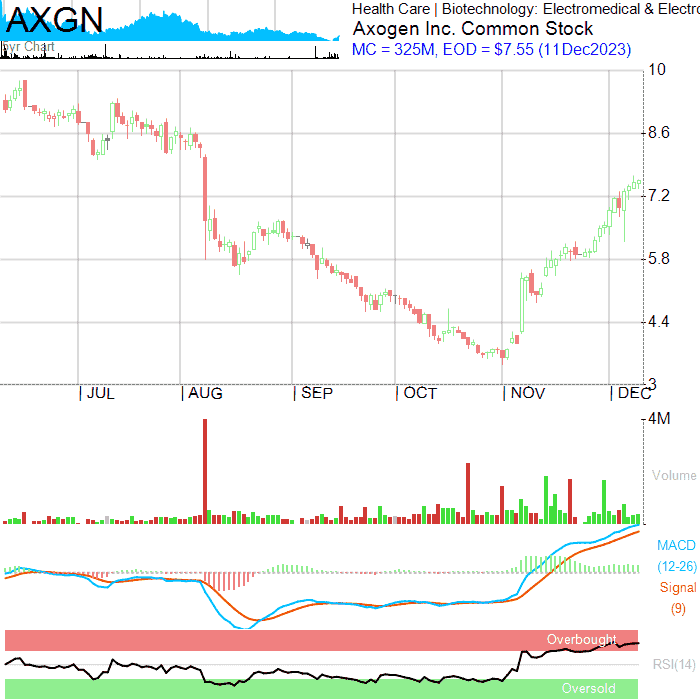 AXGN
5yr Chart
Health Care | Biotechnology: Electromedical & Electro
Axogen Inc. Common Stock
MC = 325M, EOD = $7.55 (11Dec2023)
10
8.6
7.2
5.8
4.4
3
| JUL | AUG | SEP | OCT | NOV | DEC
4M
Volume
MACD
(12-26)
Signal
(9)
Overbought
RSI(14)
Oversold